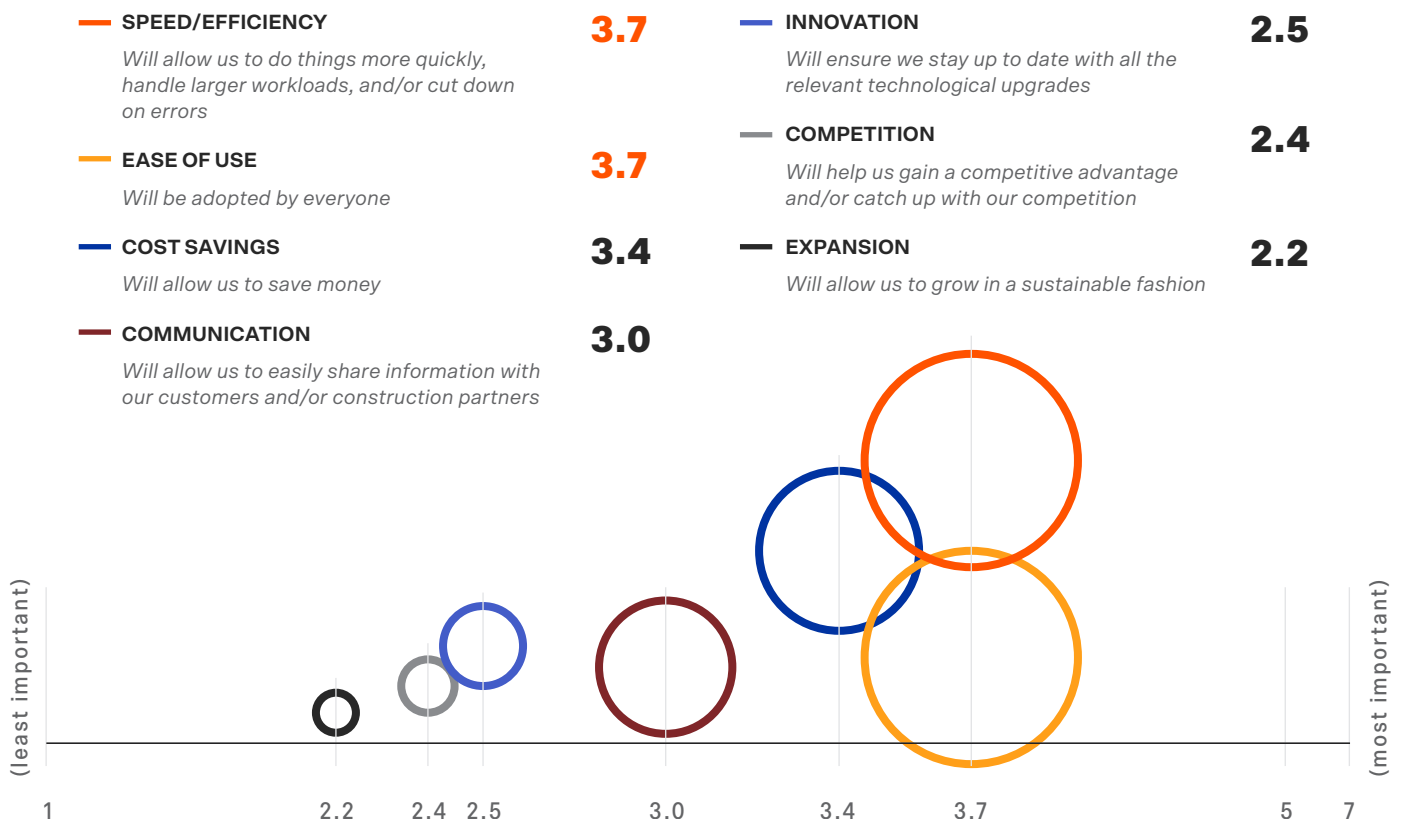 SPEED/EFFICIENCY
3.7
Will allow us to do things more quickly,
handle larger workloads, and/or cut down
on errors
EASE OF USE
3.7
Will be adopted by everyone
COST SAVINGS
3.4
Will allow us to save money
COMMUNICATION
3.0
Will allow us to easily share information with
our customers and/or construction partners
INNOVATION
2.5
Will ensure we stay up to date with all the
relevant technological upgrades
COMPETITION
2.4
Will help us gain a competitive advantage
and/or catch up with our competition
EXPANSION
2.2
Will allow us to grow in a sustainable fashion
(least important)
(most important)
1 2.2 2.4 2.5 3.0 3.4 3.7 5 7